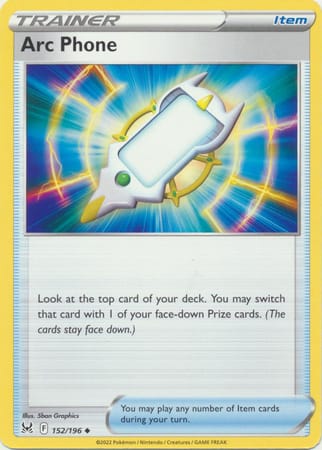 TRAINER
Item
Arc Phone
Look at the top card of your deck. You may switch
that card with 1 of your face-down Prize cards. (The
cards stay face down.)
Illus. 5ban Graphics
F 152/196 ◆
You may play any number of Item cards
during your turn.
©2022 Pokémon / Nintendo / Creatures / GAME FREAK